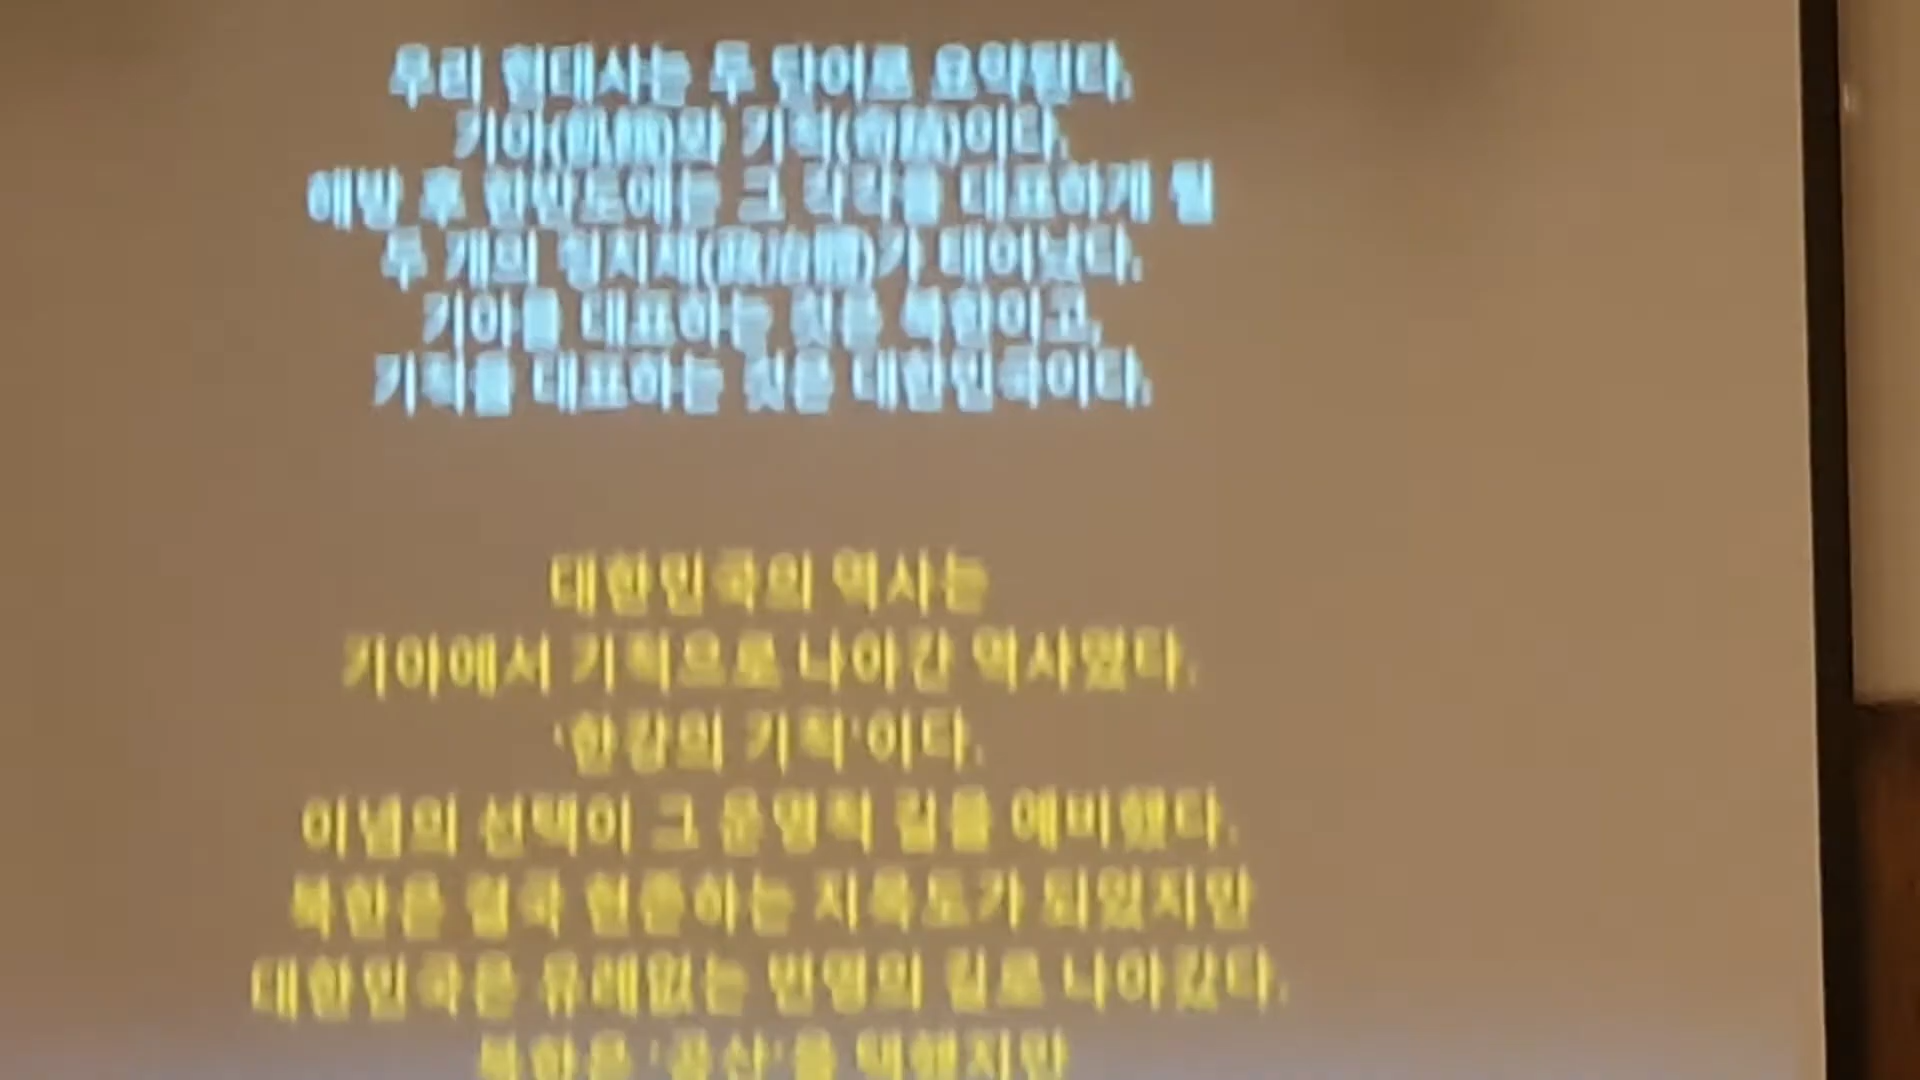 우리 현대사는 두 단어로 요약된다.
기아(飢餓)와 기적(奇跡)이다.
해방 후 한반도에는 그 각각을 대표하게 될
두 개의 정치체(政治體)가 태어났다.
기아를 대표하는 것은 북한이고,
기적을 대표하는 것은 대한민국이다.
대한민국의 역사는
기아에서 기적으로 나아간 역사였다.
'한강의 기적'이다.
이념의 선택이 그 운명적 길을 예비했다.
북한은 결국 현존하는 지옥도가 되었지만
대한민국은 유례없는 번영의 길로 나아갔다.
북한은 '공산'을 택했지만